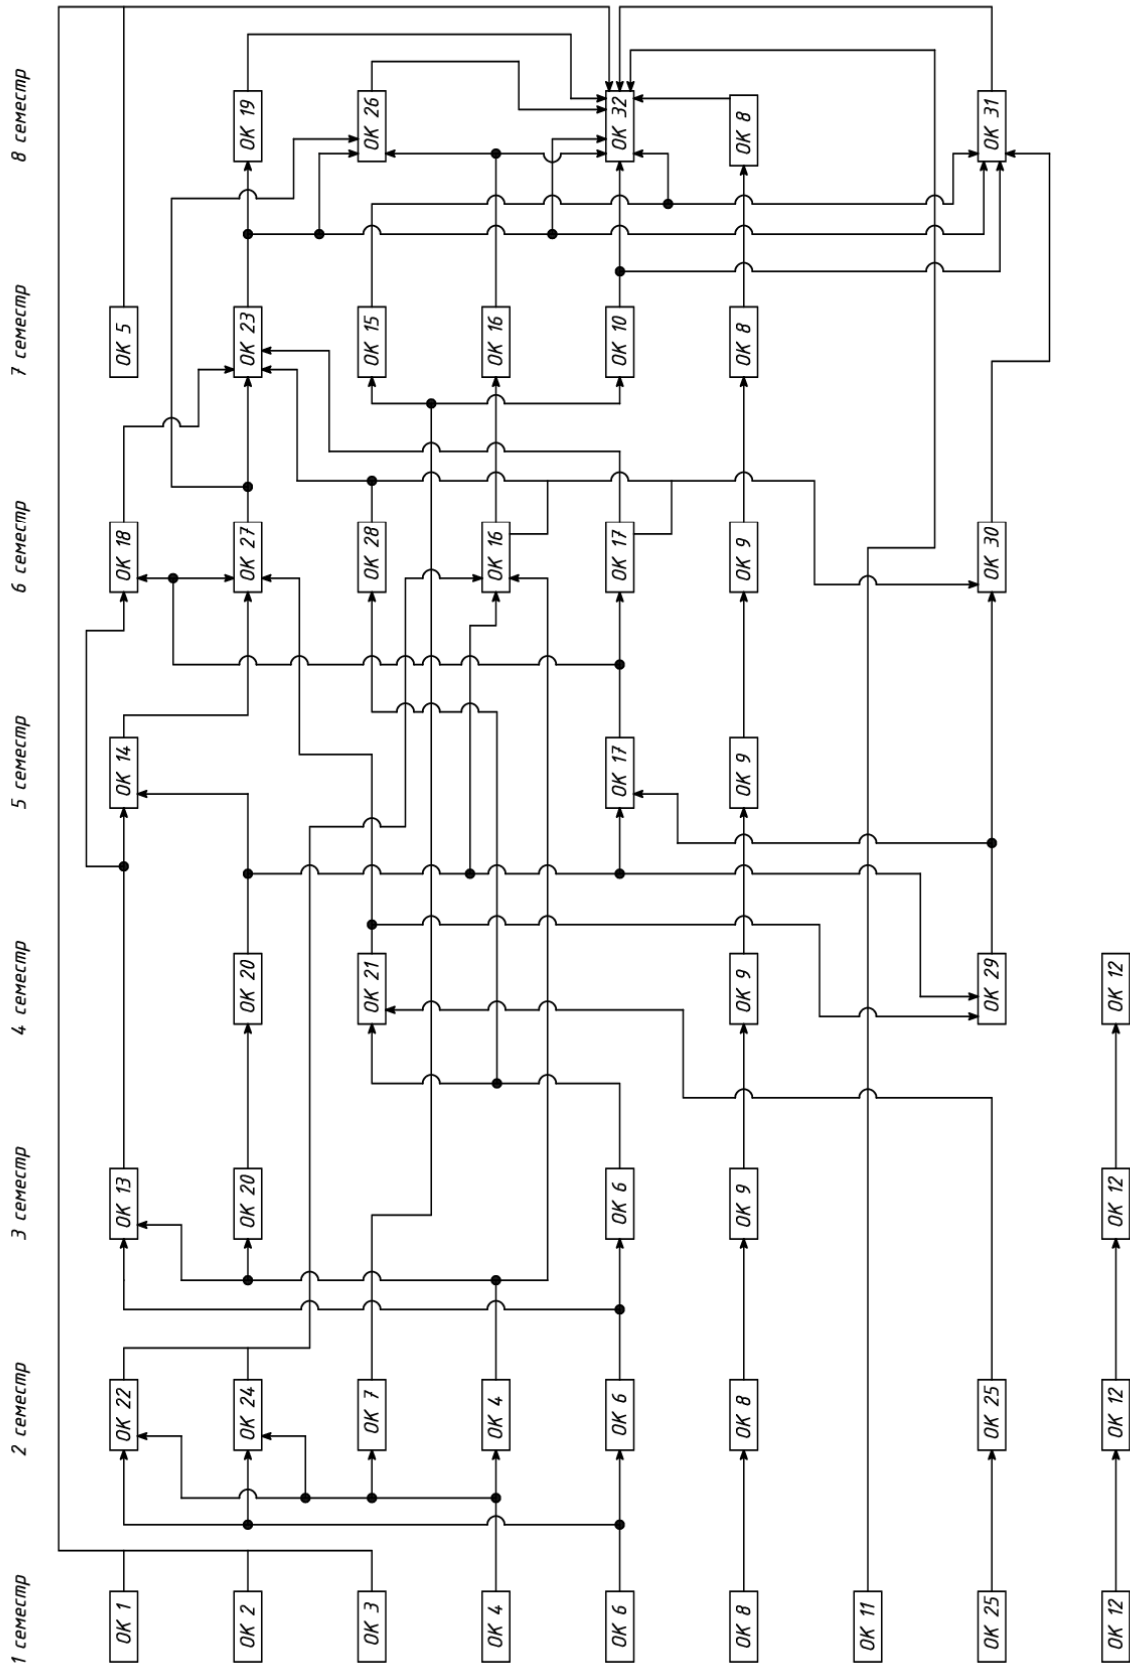 1 семестр
ОК 1
ОК 2
ОК 3
ОК 4
ОК 6
ОК 8
ОК 11
ОК 25
ОК 12
2 семестр
ОК 22
ОК 24
ОК 7
ОК 4
ОК 6
ОК 8
ОК 25
ОК 12
3 семестр
ОК 13
ОК 20
ОК 6
ОК 9
ОК 12
4 семестр
ОК 20
ОК 21
ОК 9
ОК 29
ОК 12
5 семестр
ОК 14
ОК 17
ОК 9
6 семестр
ОК 18
ОК 27
ОК 28
ОК 16
ОК 17
ОК 9
ОК 30
7 семестр
ОК 5
ОК 23
ОК 15
ОК 16
ОК 10
ОК 8
8 семестр
ОК 19
ОК 26
ОК 32
ОК 8
ОК 31